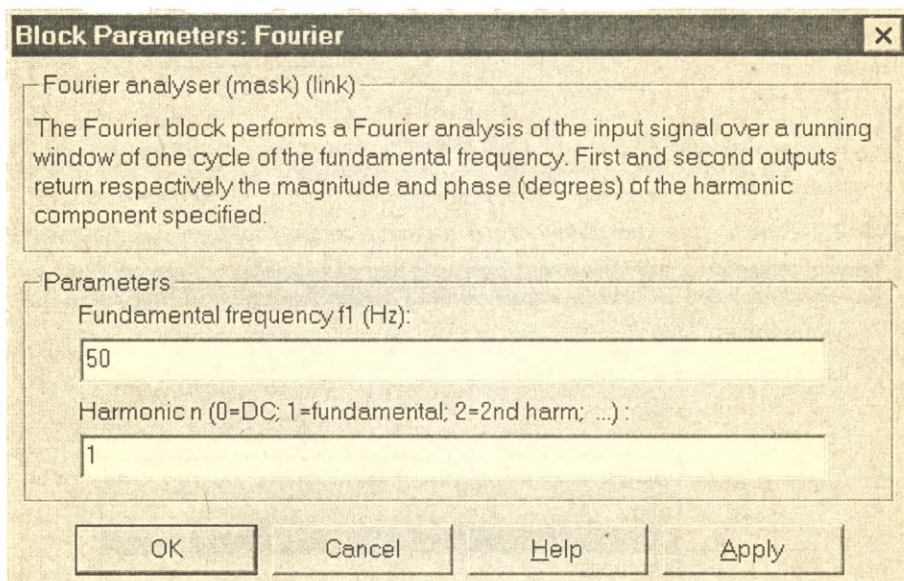 Block Parameters: Fourier
Fourier analyser (mask) (link)
The Fourier block performs a Fourier analysis of the input signal over a running
window of one cycle of the fundamental frequency. First and second outputs
return respectively the magnitude and phase (degrees) of the harmonic
component specified.
Parameters
Fundamental frequency f1 (Hz):
50
Harmonic n (0=DC; 1=fundamental; 2=2nd harm; ...) :
1
OK
Cancel
Help
Apply